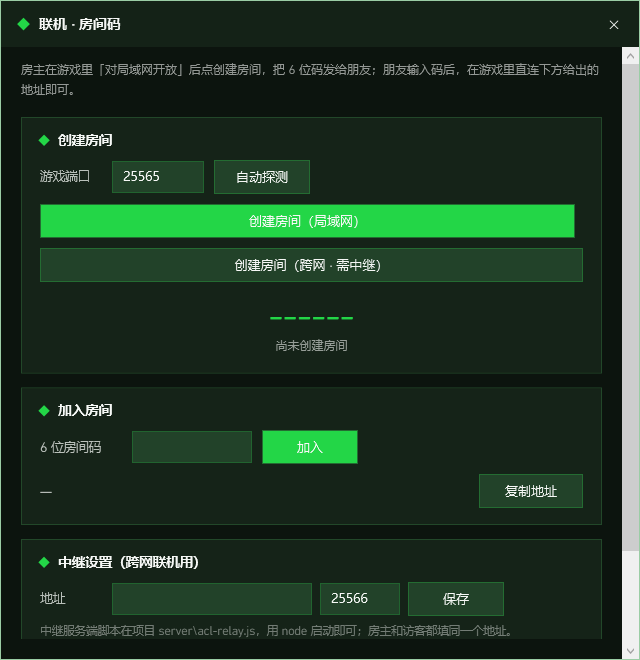 联机 · 房间码
房主在游戏里「对局域网开放」后点创建房间，把 6 位码发给朋友；朋友输入码后，在游戏里直连下方给出的
地址即可。
创建房间
游戏端口 25565 自动探测
创建房间（局域网）
创建房间（跨网 · 需中继）
______
尚未创建房间
加入房间
6 位房间码 加入
— 复制地址
中继设置（跨网联机用）
地址 25566 保存
中继服务端脚本在项目 server\acl-relay.js，用 node 启动即可；房主和访客都填同一个地址。